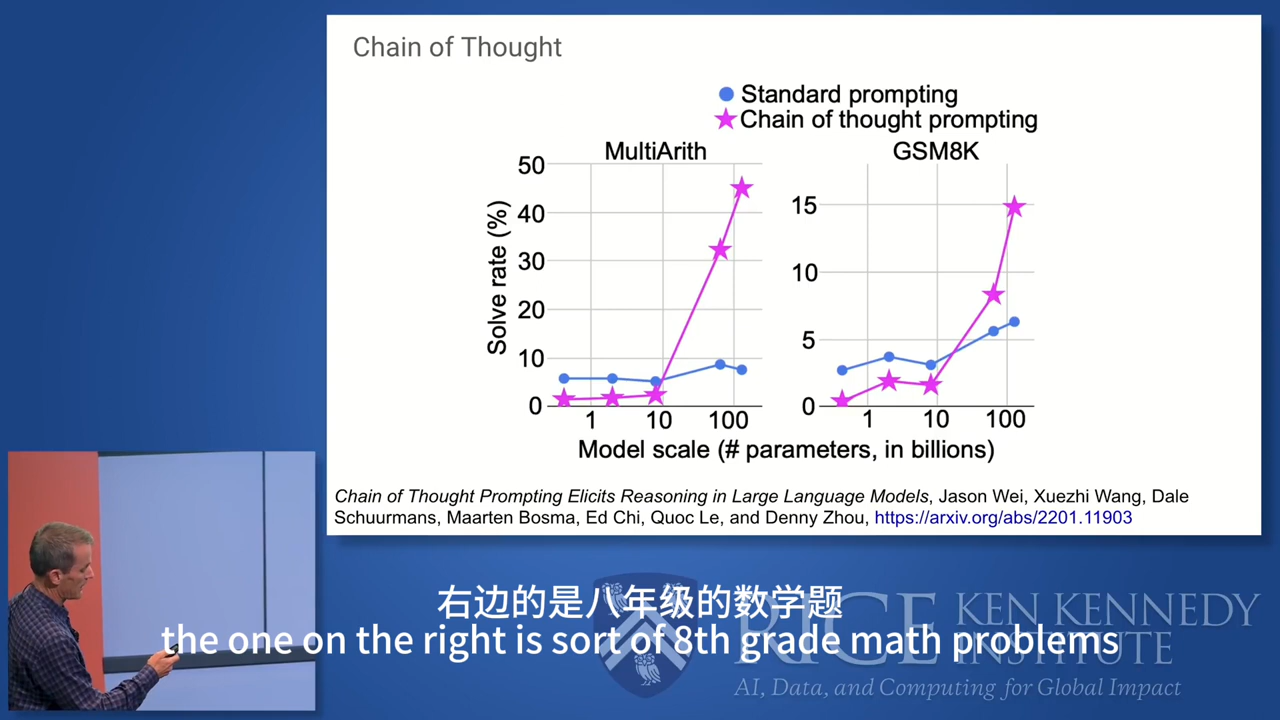 Chain of Thought
Standard prompting
Chain of thought prompting
MultiArith
GSM8K
Solve rate (%)
50
40
30
20
10
0
1
10
100
15
10
5
0
1
10
100
Model scale (# parameters, in billions)
Chain of Thought Prompting Elicits Reasoning in Large Language Models, Jason Wei, Xuezhi Wang, Dale
Schuurmans, Maarten Bosma, Ed Chi, Quoc Le, and Denny Zhou, https://arxiv.org/abs/2201.11903
右边的是八年级的数学题
the one on the right is sort of 8th grade math problems
RICE
KEN KENNEDY
INSTITUTE
AI, Data, and Computing for Global Impact